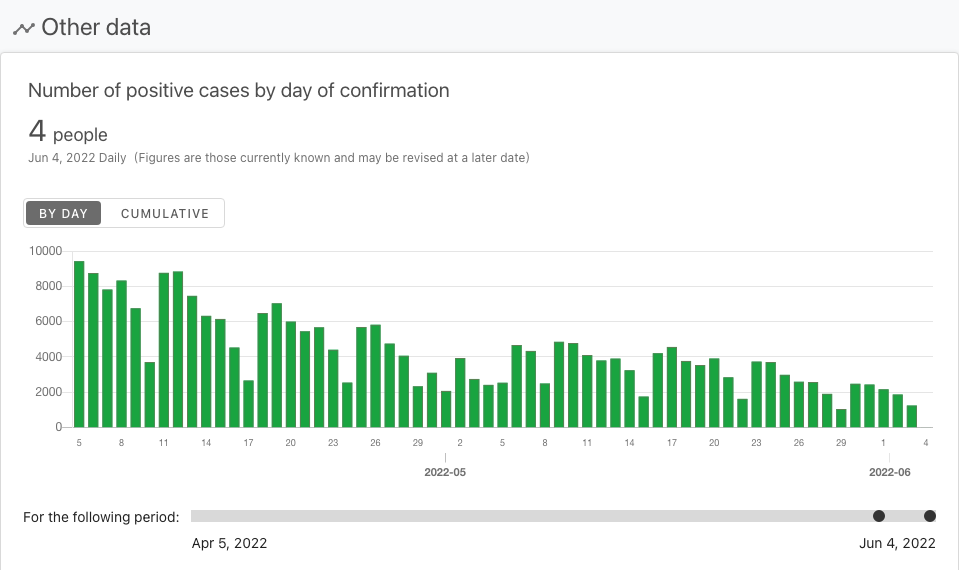 Other data
Number of positive cases by day of confirmation
4 people
Jun 4, 2022 Daily (Figures are those currently known and may be revised at a later date)
BY DAY CUMULATIVE
10000
8000
6000
4000
2000
0
5 8 11 14 17 20 23 26 29 2 5 8 11 14 17 20 23 26 29 1 4
2022-05 2022-06
For the following period:
Apr 5, 2022 Jun 4, 2022